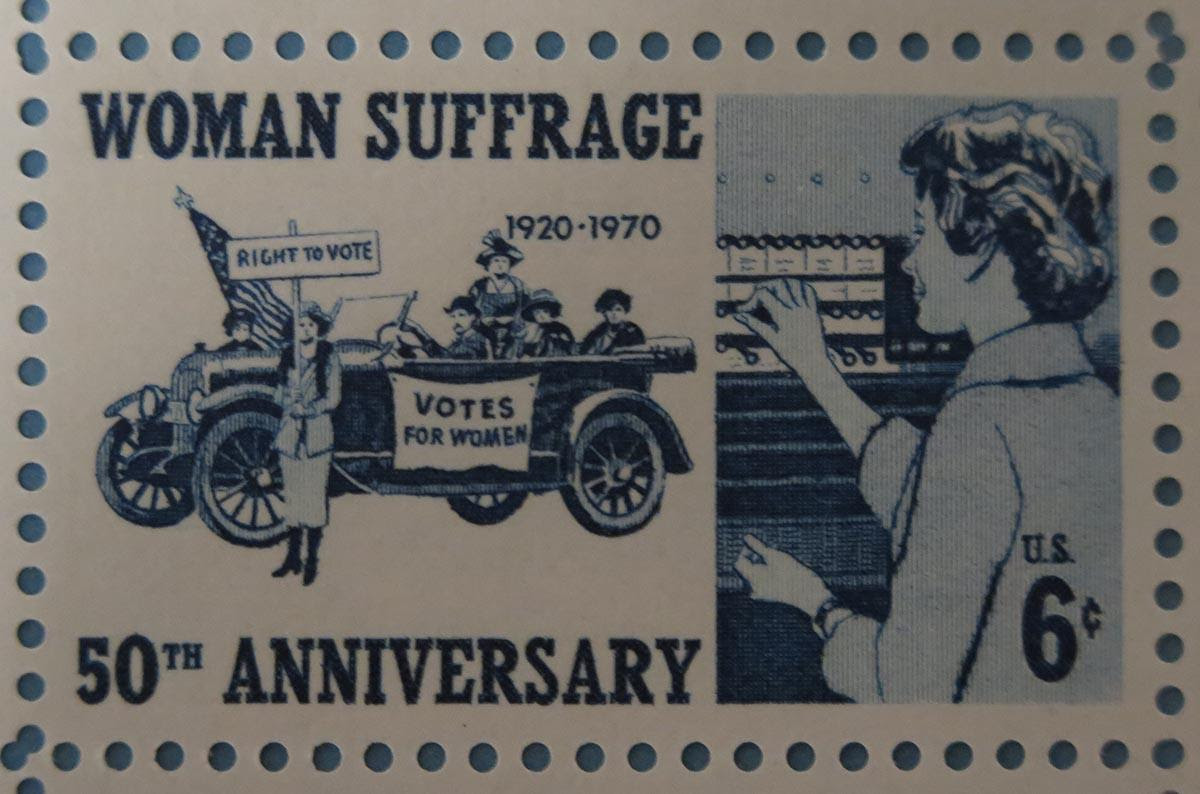 WOMAN SUFFRAGE
1920·1970
RIGHT TO VOTE
VOTES
FOR WOMEN
50TH ANNIVERSARY
U.S.
6¢